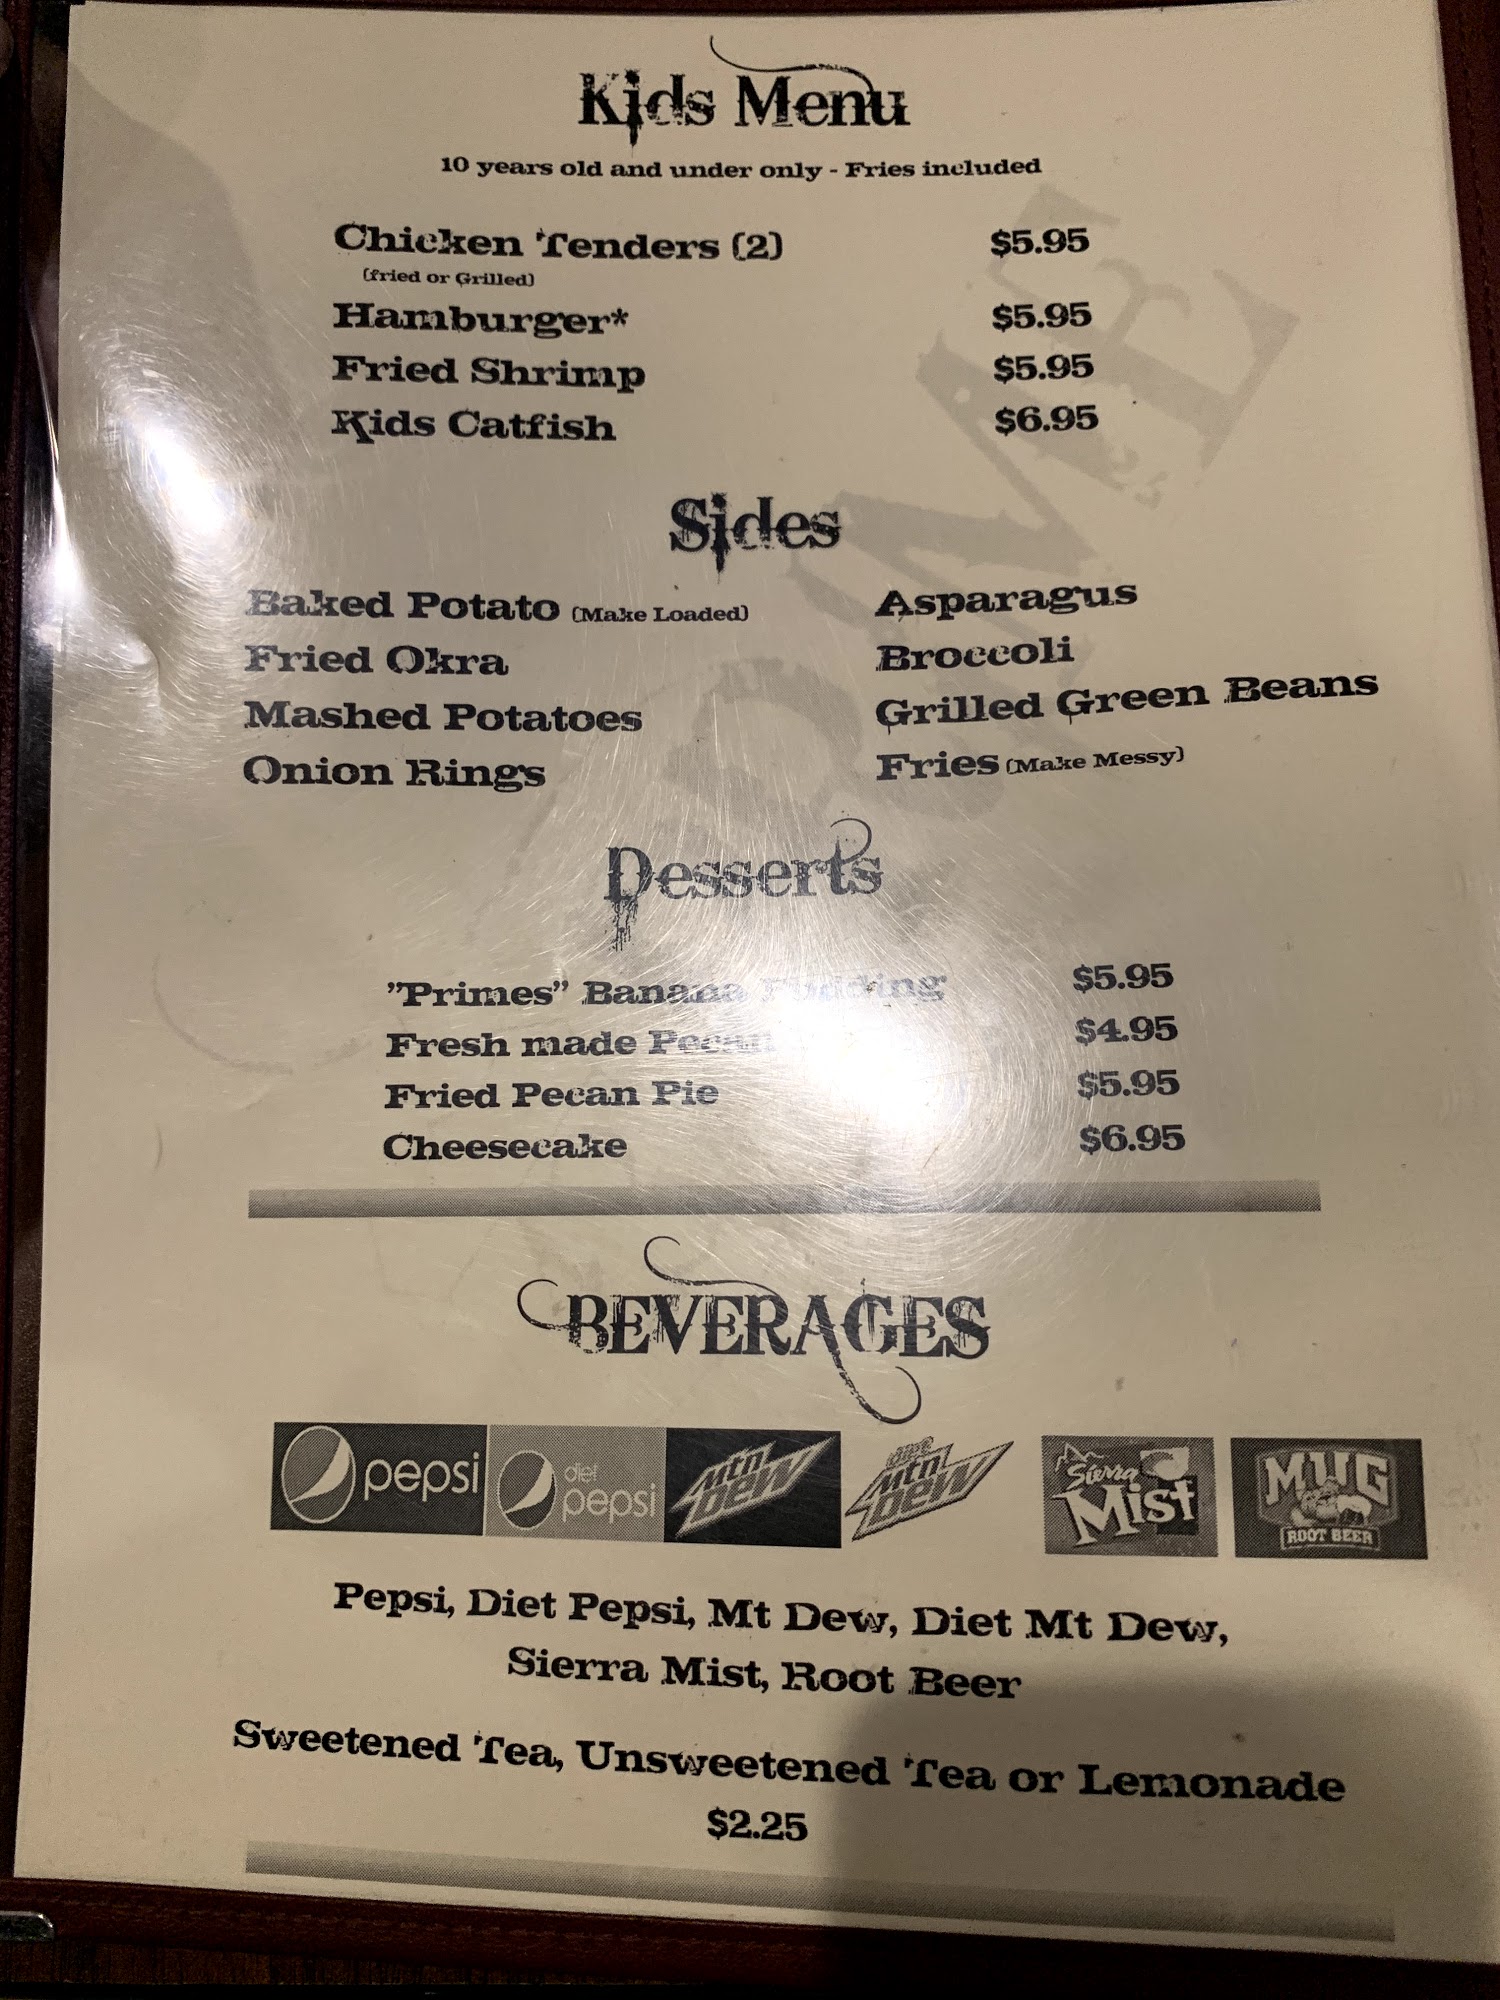 Kids Menu
10 years old and under only - Fries included
Chicken Tenders (2) $5.95
(fried or Grilled)
Hamburger* $5.95
Fried Shrimp $5.95
Kids Catfish $6.95
Sides
Baked Potato (Make Loaded) Asparagus
Fried Okra Broccoli
Mashed Potatoes Grilled Green Beans
Onion Rings Fries (Make Messy)
Desserts
"Primes" Banana Pudding $5.95
Fresh made Pecan $4.95
Fried Pecan Pie $5.95
Cheesecake $6.95
BEVERAGES
pepsi diet pepsi mtn dew diet mtn dew Sierra Mist MUG ROOT BEER
Pepsi, Diet Pepsi, Mt Dew, Diet Mt Dew,
Sierra Mist, Root Beer
Sweetened Tea, Unsweetened Tea or Lemonade
$2.25